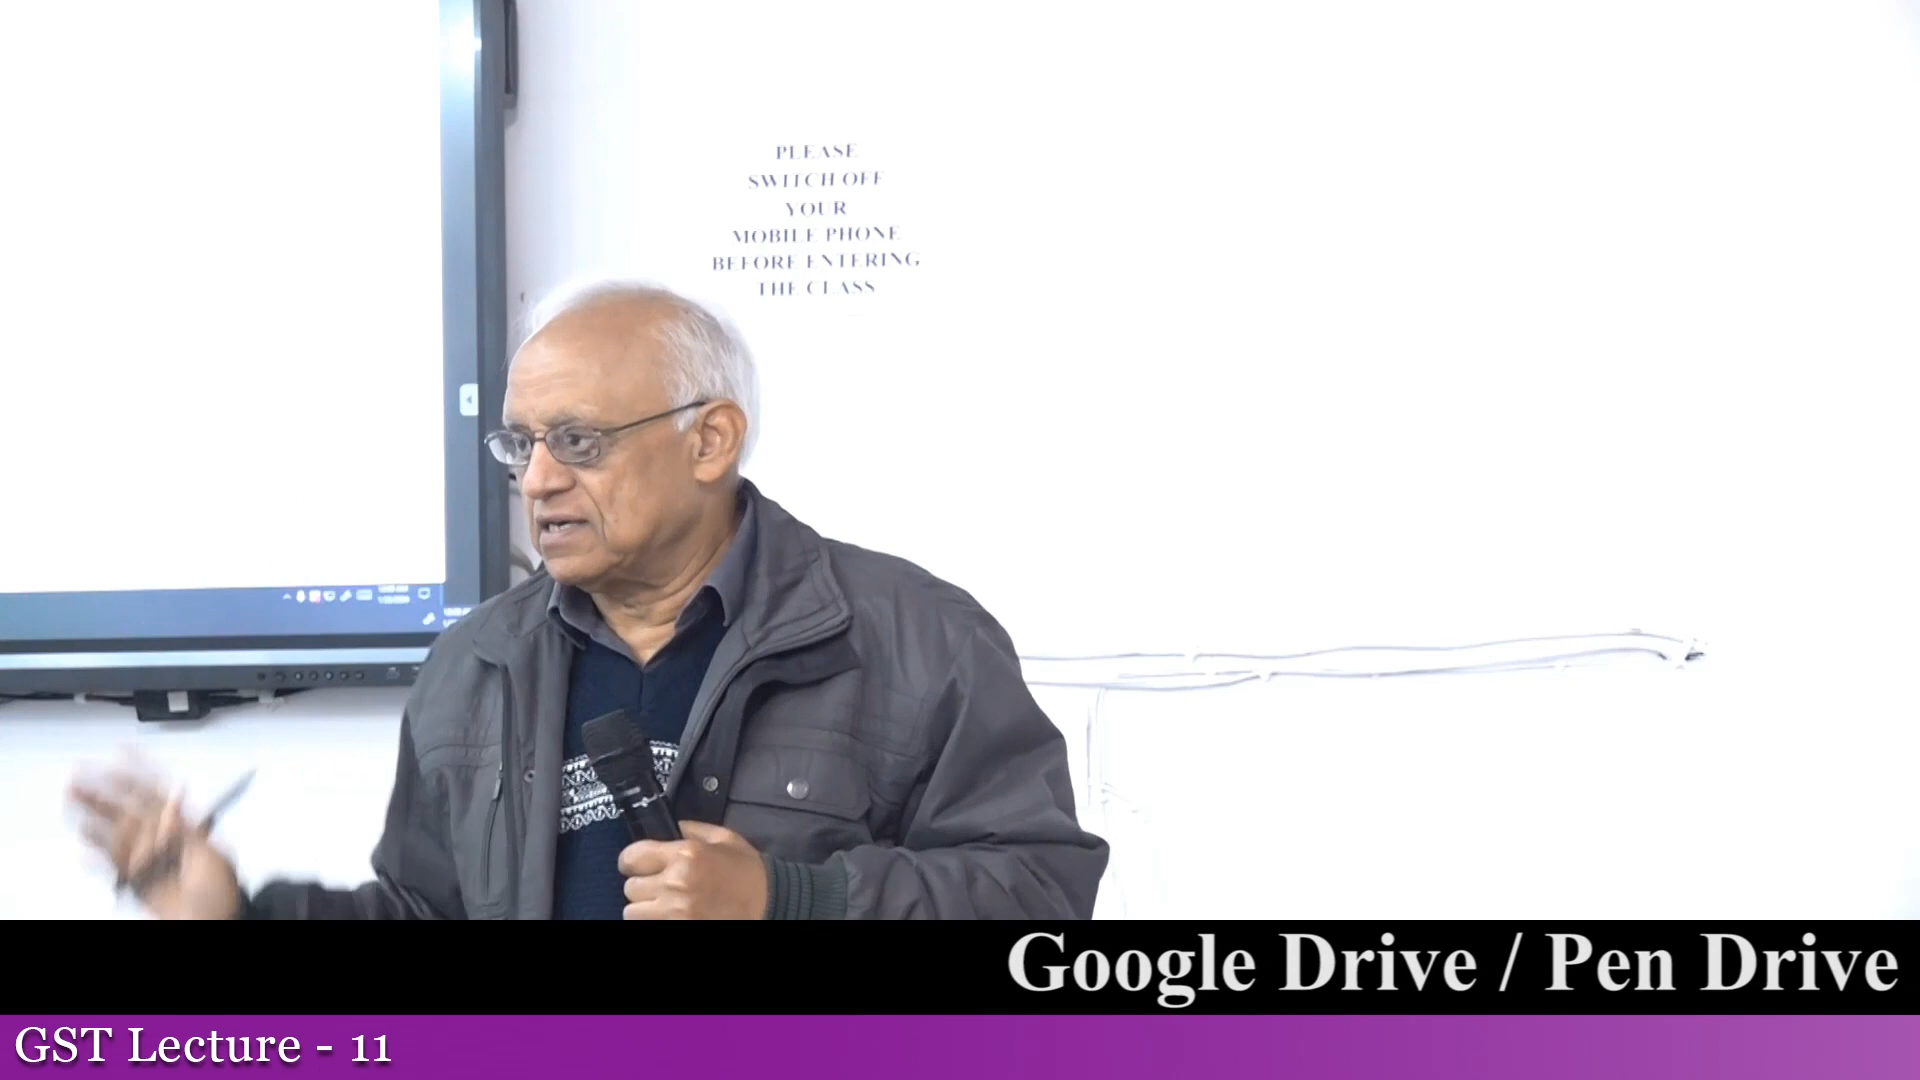 PLEASE
SWITCH OFF
YOUR
MOBILE PHONE
BEFORE ENTERING
THE CLASS
Google Drive / Pen Drive
GST Lecture - 11